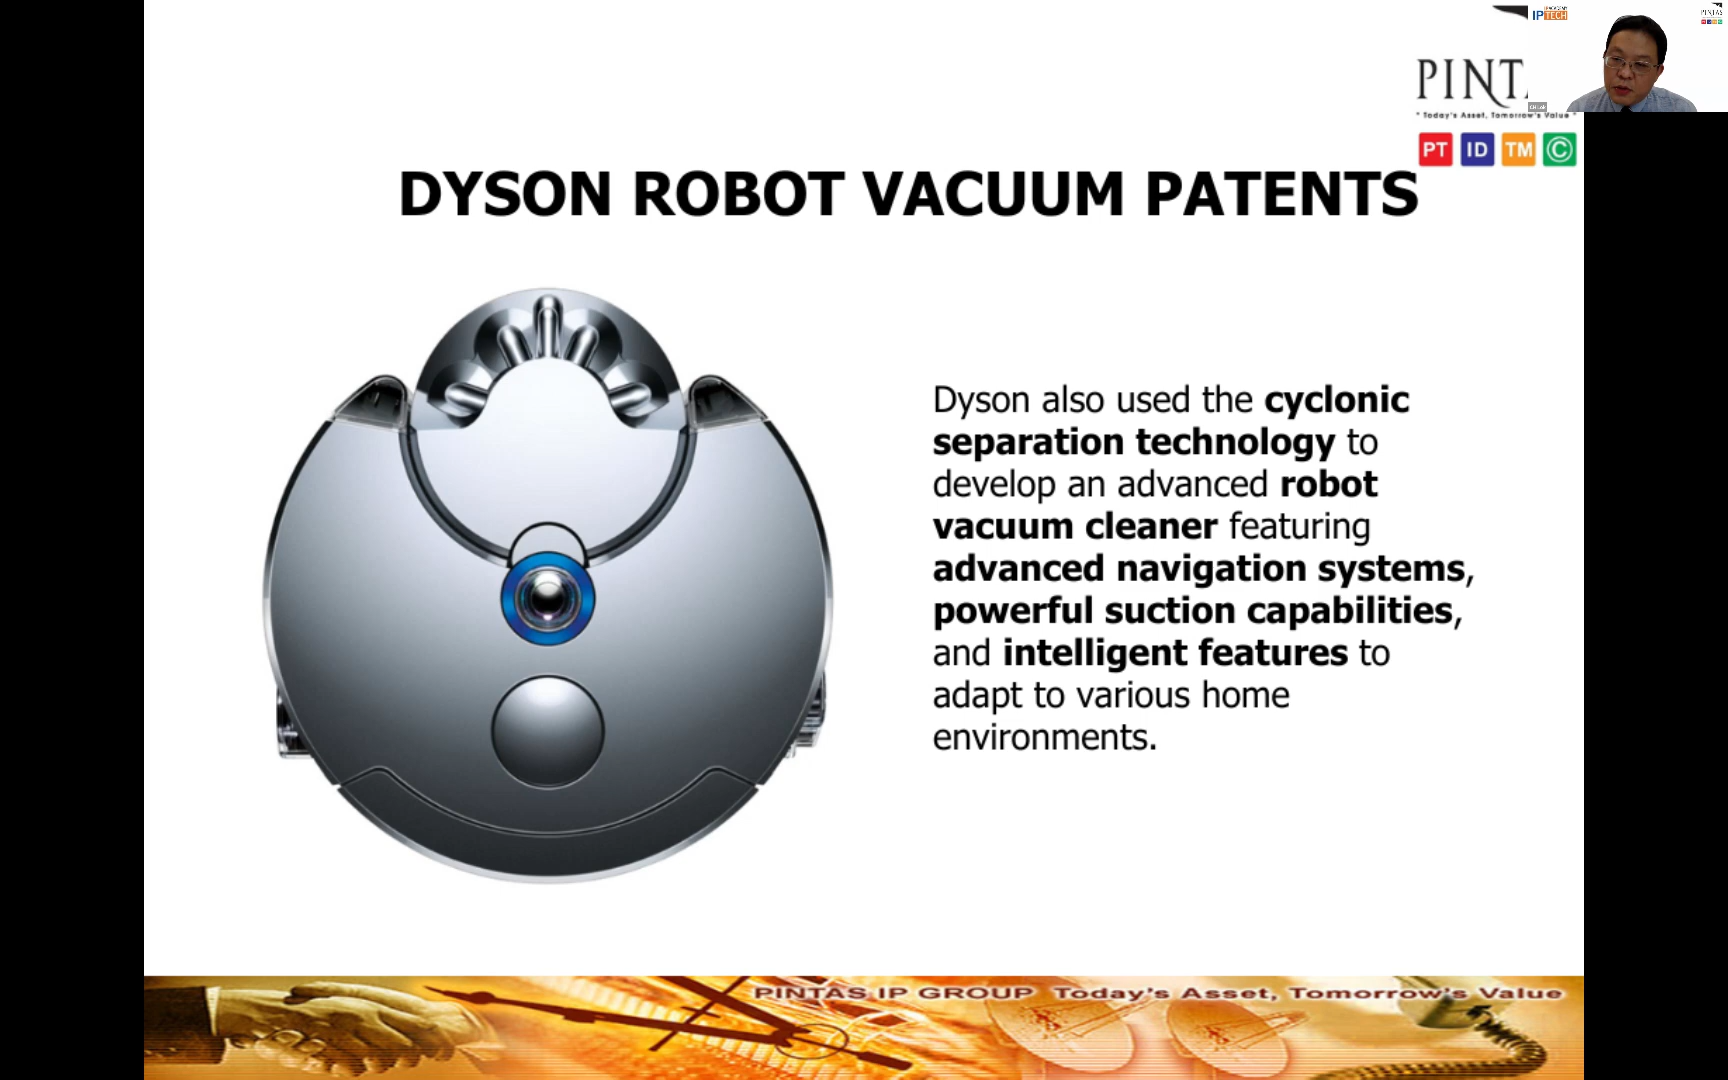 IPTECH
PINTAS
PINTA
" Today's Asset, Tomorrow's Value "
PT ID TM ©
DYSON ROBOT VACUUM PATENTS
Dyson also used the cyclonic
separation technology to
develop an advanced robot
vacuum cleaner featuring
advanced navigation systems,
powerful suction capabilities,
and intelligent features to
adapt to various home
environments.
PINTAS IP GROUP Today's Asset, Tomorrow's Value